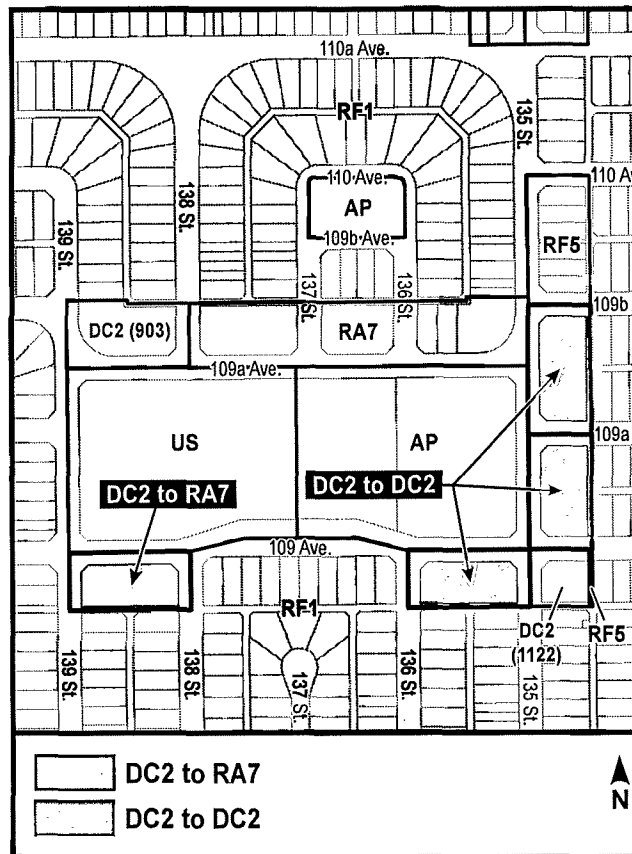 110a Ave.
RF1
135 St.
110 Ave.
110 Av
138 St.
AP
139 St.
109b Ave.
RF5
137 St.
136 St.
109b
DC2 (903)
RA7
109a Ave.
109a
US
AP
DC2 to RA7
DC2 to DC2
109 Ave.
RF1
DC2
(1122)
RF5
139 St.
138 St.
137 St.
136 St.
135 St.
DC2 to RA7
DC2 to DC2
N